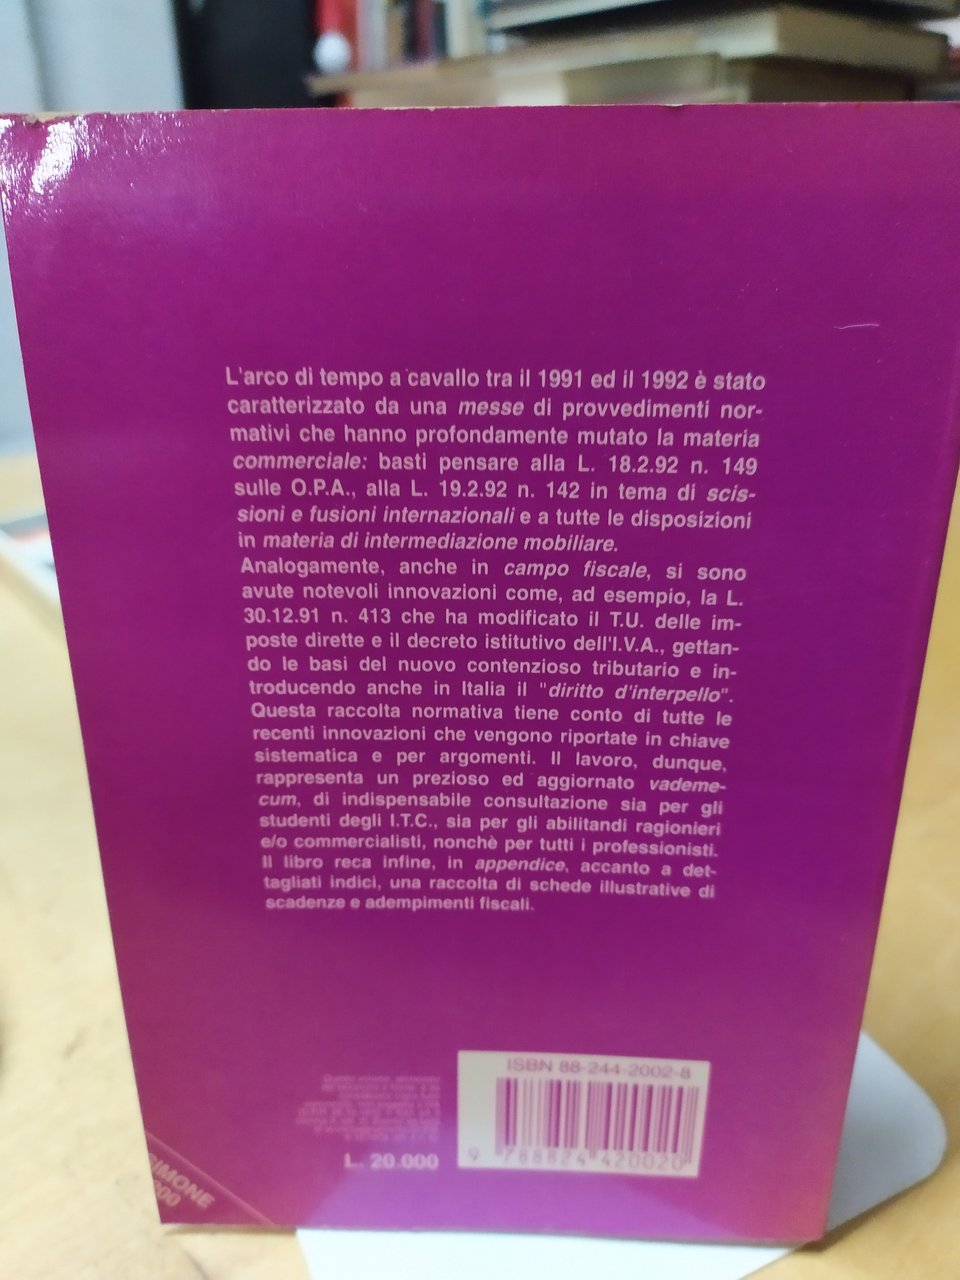 L'arco di tempo a cavallo tra il 1991 ed il 1992 è stato
caratterizzato da una messe di provvedimenti nor-
mativi che hanno profondamente mutato la materia
commerciale: basti pensare alla L. 18.2.92 n. 149
sulle O.P.A., alla L. 19.2.92 n. 142 in tema di scis-
sioni e fusioni internazionali e a tutte le disposizioni
in materia di intermediazione mobiliare.
Analogamente, anche in campo fiscale, si sono
avute notevoli innovazioni come, ad esempio, la L.
30.12.91 n. 413 che ha modificato il T.U. delle im-
poste dirette e il decreto istitutivo dell'I.V.A., gettan-
do le basi del nuovo contenzioso tributario e in-
troducendo anche in Italia il "diritto d'interpello".
Questa raccolta normativa tiene conto di tutte le
recenti innovazioni che vengono riportate in chiave
sistematica e per argomenti. Il lavoro, dunque,
rappresenta un prezioso ed aggiornato vademe-
cum, di indispensabile consultazione sia per gli
studenti degli I.T.C., sia per gli abilitandi ragionieri
e/o commercialisti, nonchè per tutti i professionisti.
Il libro reca infine, in appendice, accanto a det-
tagliati indici, una raccolta di schede illustrative di
scadenze e adempimenti fiscali.
ISBN 88-244-2002-8
9 788824 420020
L. 20.000
SIMONE